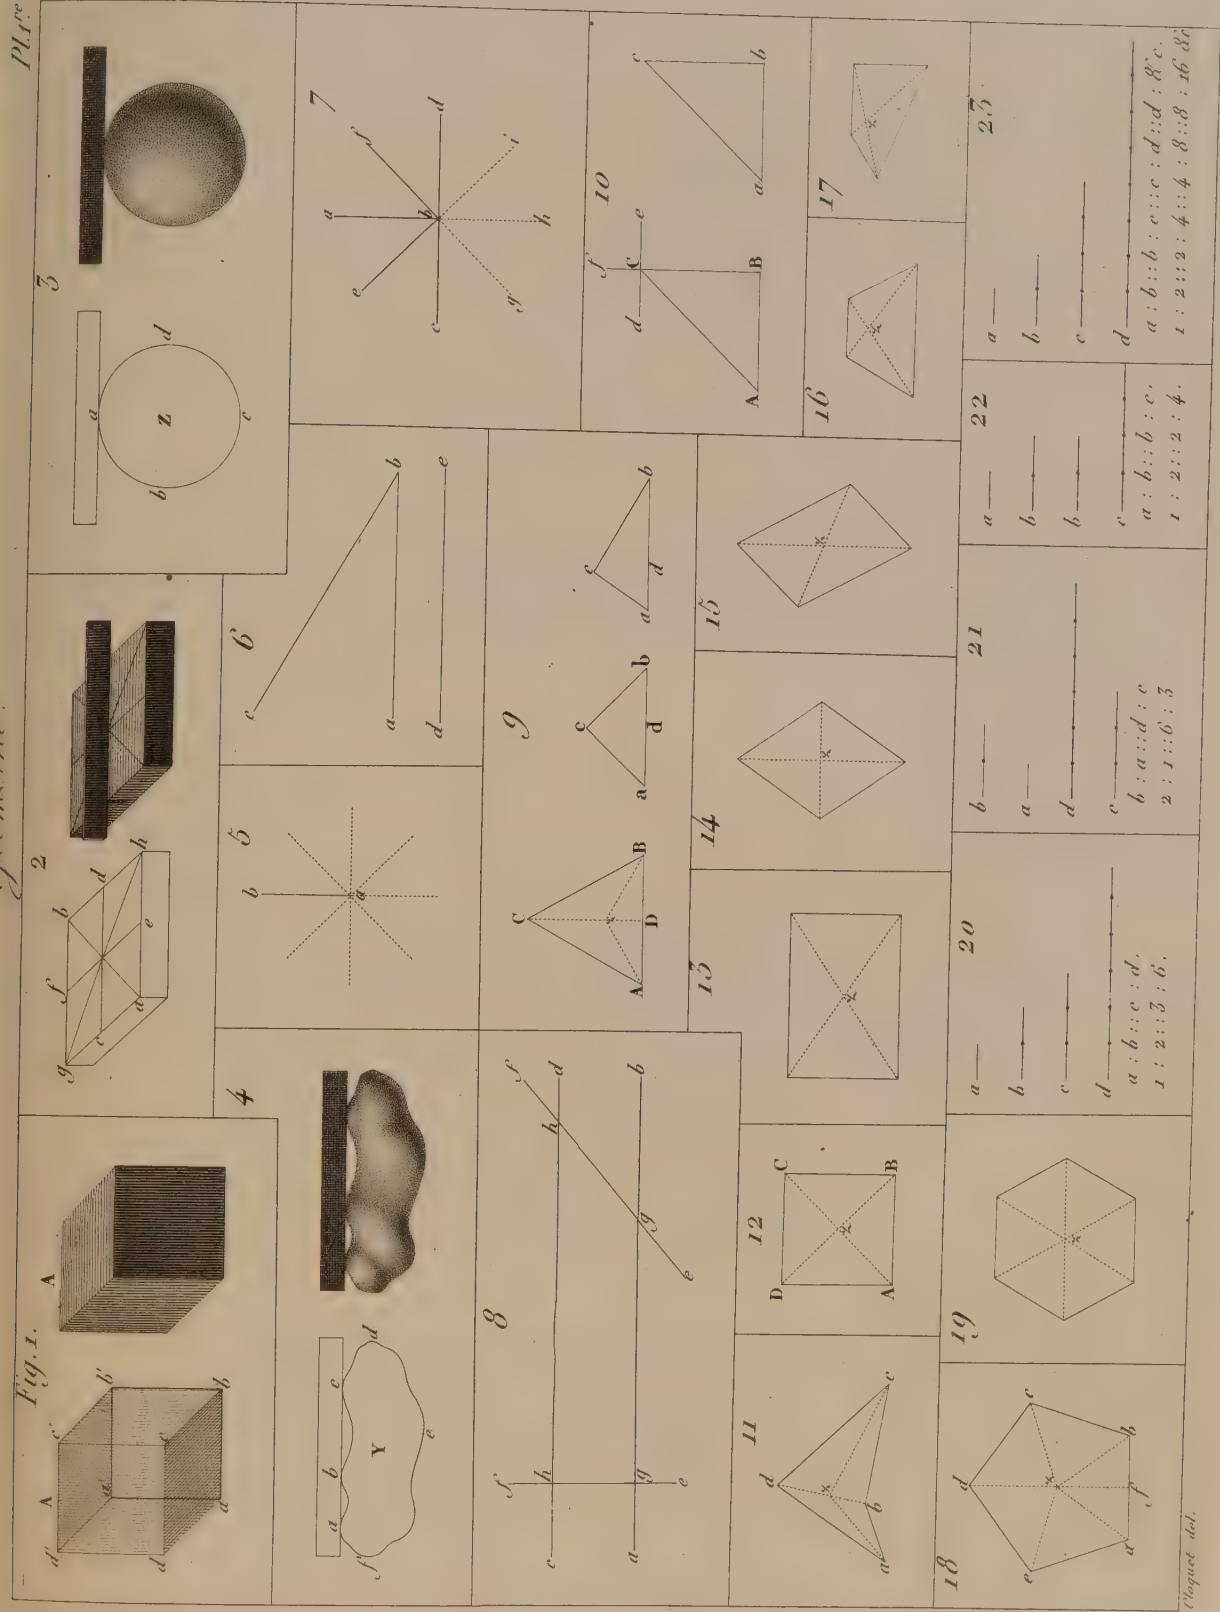 Pl. 1re
Géométrie.
Fig. 1.
A
d' c' a' b' d c a b
A
2
g f b c d a e h
3
a b d Z c
4
a b c f d Y e
5
b a
6
c a b d e
7
a e f c b d g h i
8
f c h h d f a g g b e e
9
C A D B
c a d b
c a d b
10
f d C e A B
c a b
11
d a b c x
12
D C A B x
13
x
14
x
15
x
16
x
17
x
18
d e c x a f b
19
x
20
a
b
c
d
a : b :: c : d.
1 : 2 :: 3 : 6.
21
b
a
d
c
b : a :: d : c
2 : 1 :: 6 : 3
22
a
b
b
c
a : b :: b : c.
1 : 2 :: 2 : 4.
23
a
b
c
d
a : b :: b : c :: c : d :: d : &c.
1 : 2 :: 2 : 4 :: 4 : 8 :: 8 : 16 &c
Cloquet del.